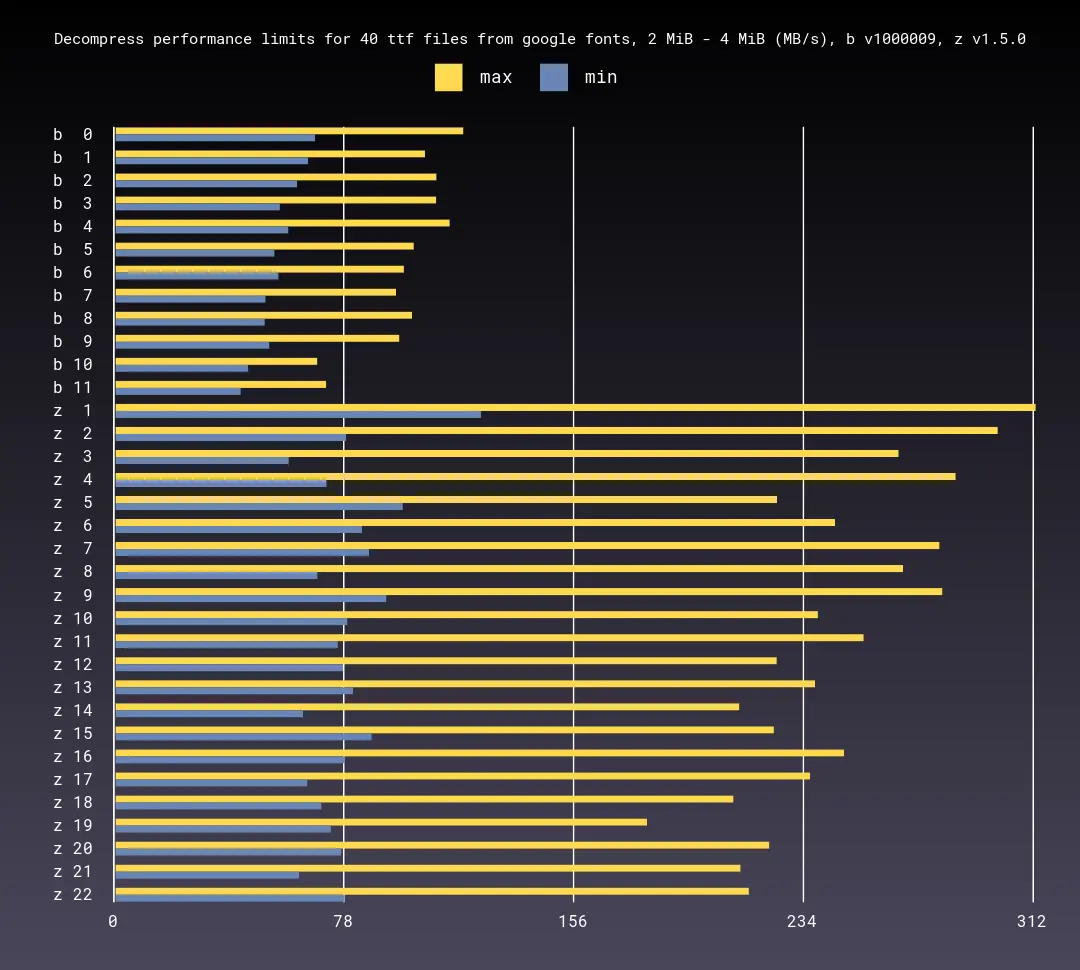 Decompress performance limits for 40 ttf files from google fonts, 2 MiB - 4 MiB (MB/s), b v1000009, z v1.5.0
max min
b 0
b 1
b 2
b 3
b 4
b 5
b 6
b 7
b 8
b 9
b 10
b 11
z 1
z 2
z 3
z 4
z 5
z 6
z 7
z 8
z 9
z 10
z 11
z 12
z 13
z 14
z 15
z 16
z 17
z 18
z 19
z 20
z 21
z 22
0 78 156 234 312